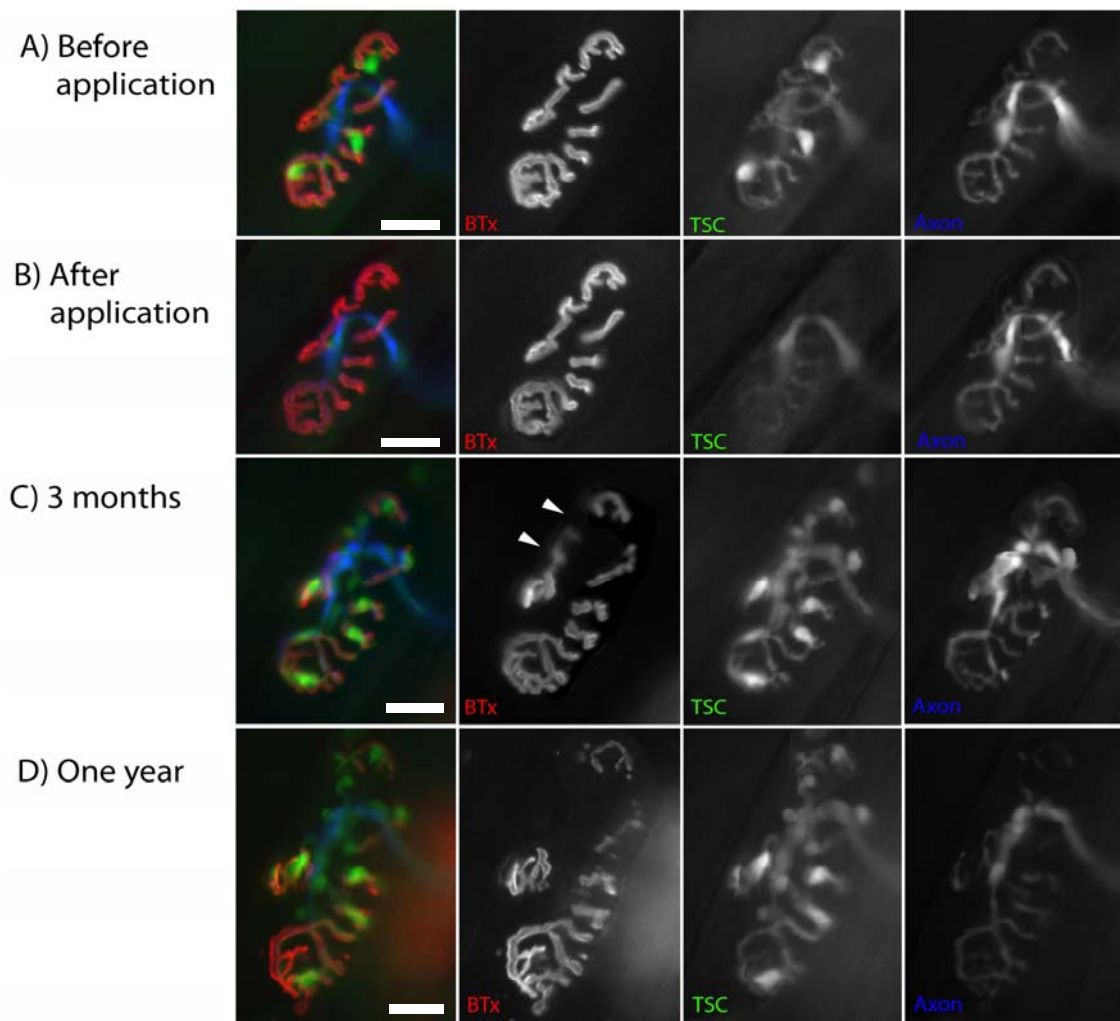 A) Before
application
BTx
TSC
Axon
B) After
application
BTx
TSC
Axon
C) 3 months
BTx
TSC
Axon
D) One year
BTx
TSC
Axon